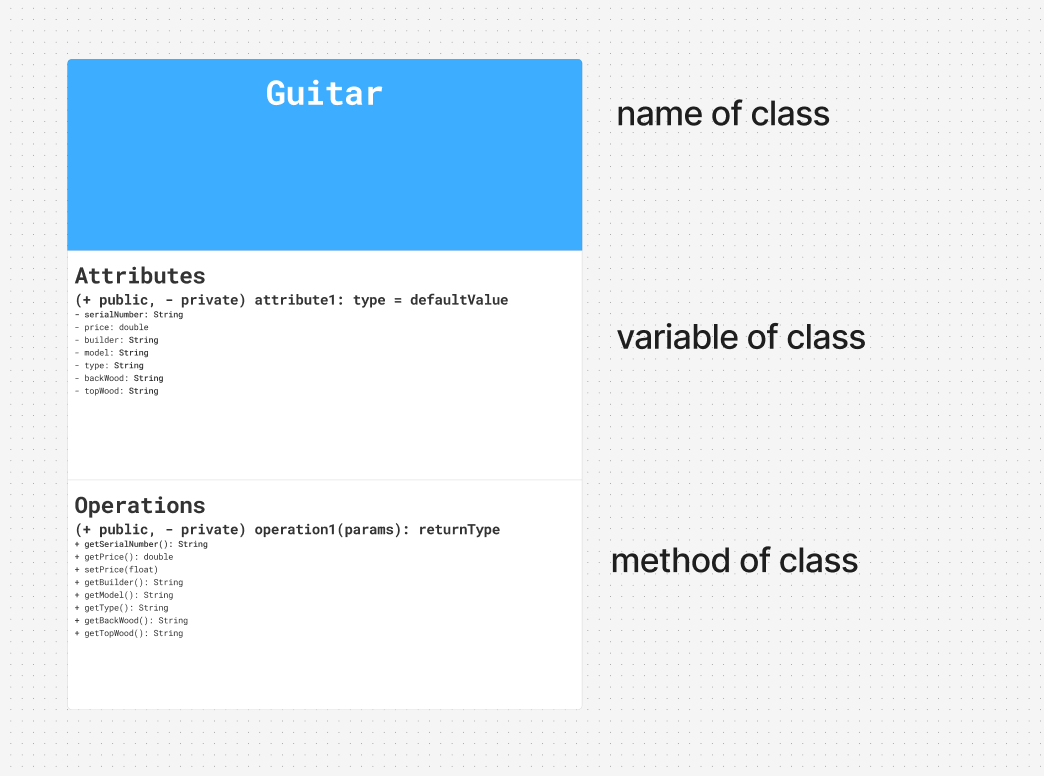 Guitar
name of class
Attributes
(+ public, - private) attribute1: type = defaultValue
- serialNumber: String
- price: double
- builder: String
- model: String
- type: String
- backWood: String
- topWood: String
variable of class
Operations
(+ public, - private) operation1(params): returnType
+ getSerialNumber(): String
+ getPrice(): double
+ setPrice(float)
+ getBuilder(): String
+ getModel(): String
+ getType(): String
+ getBackWood(): String
+ getTopWood(): String
method of class